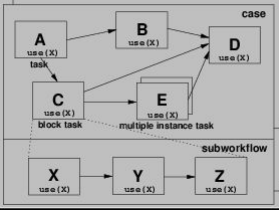 case
A
use(X)
task
B
use(X)
D
use(X)
C
use(X)
block task
E
use(X)
multiple instance task
subworkflow
X
use(X)
Y
use(X)
Z
use(X)